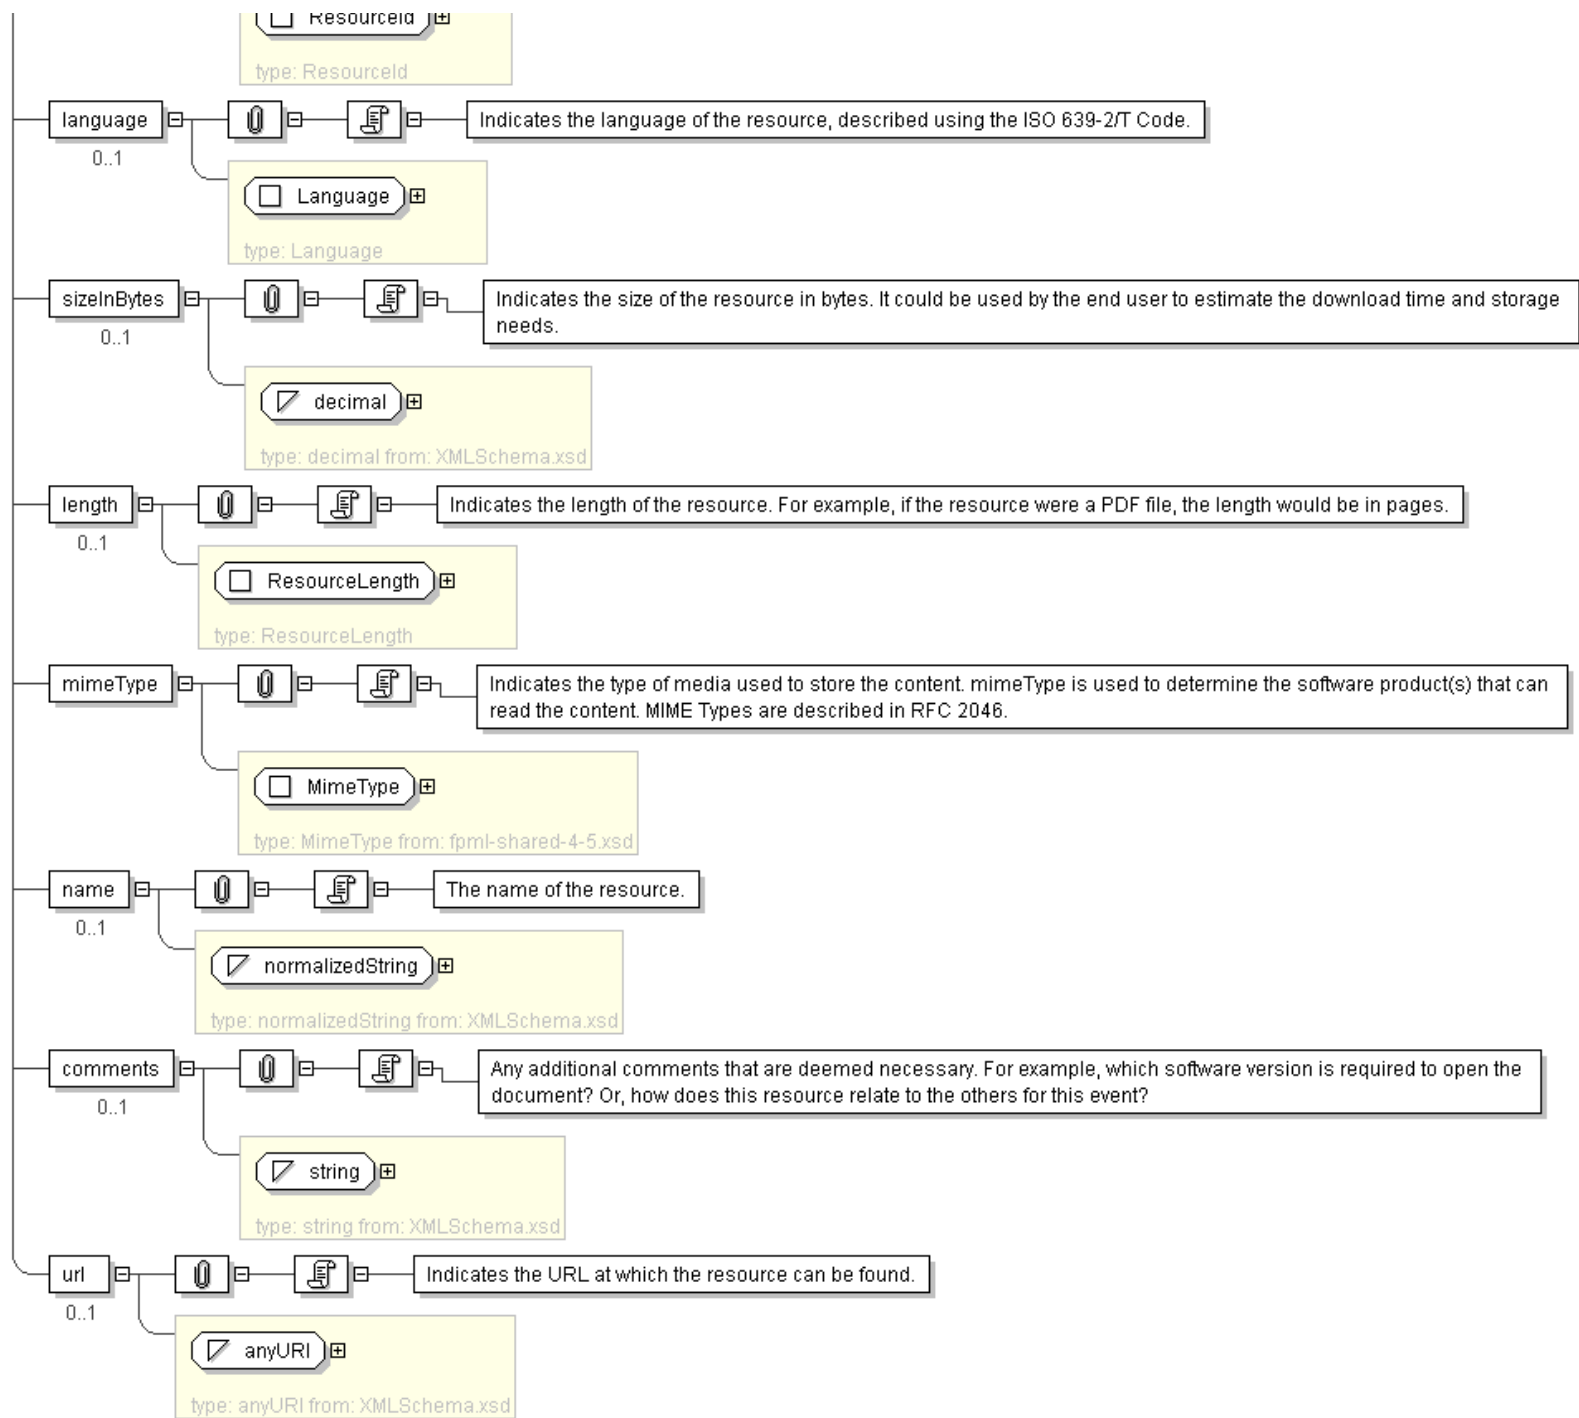 ResourceId
type: ResourceId
language
Indicates the language of the resource, described using the ISO 639-2/T Code.
0..1
Language
type: Language
sizeInBytes
Indicates the size of the resource in bytes. It could be used by the end user to estimate the download time and storage
needs.
0..1
decimal
type: decimal from: XMLSchema.xsd
length
Indicates the length of the resource. For example, if the resource were a PDF file, the length would be in pages.
0..1
ResourceLength
type: ResourceLength
mimeType
Indicates the type of media used to store the content. mimeType is used to determine the software product(s) that can
read the content. MIME Types are described in RFC 2046.
MimeType
type: MimeType from: fpml-shared-4-5.xsd
name
The name of the resource.
0..1
normalizedString
type: normalizedString from: XMLSchema.xsd
comments
Any additional comments that are deemed necessary. For example, which software version is required to open the
document? Or, how does this resource relate to the others for this event?
0..1
string
type: string from: XMLSchema.xsd
url
Indicates the URL at which the resource can be found.
0..1
anyURI
type: anyURI from: XMLSchema.xsd